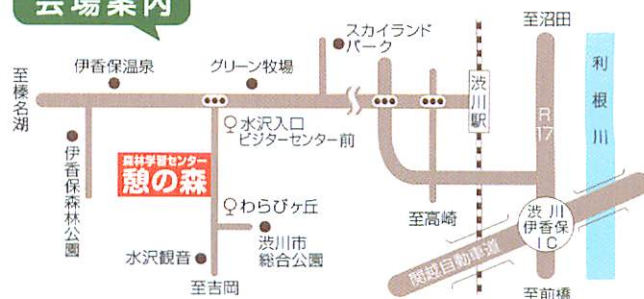 会場案内
至沼田
スカイランド
パーク
伊香保温泉
グリーン牧場
至榛名湖
渋川駅
R17
利根川
水沢入口
ビジターセンター前
森林学習センター
憩の森
伊香保森林公園
わらびヶ丘
至高崎
渋川
伊香保
IC
渋川市
総合公園
水沢観音
関越自動車道
至吉岡
至前橋